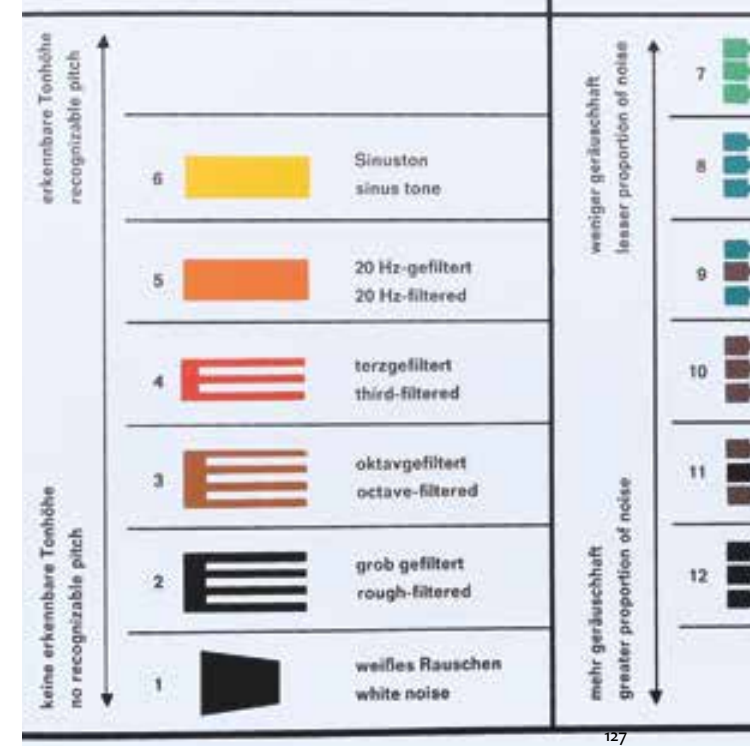 erkennbare Tonhöhe
recognizable pitch
6
Sinuston
sinus tone
5
20 Hz-gefiltert
20 Hz-filtered
4
terzgefiltert
third-filtered
3
oktavgefiltert
octave-filtered
2
grob gefiltert
rough-filtered
1
weißes Rauschen
white noise
keine erkennbare Tonhöhe
no recognizable pitch
weniger geräuschhaft
lesser proportion of noise
7
8
9
10
11
12
mehr geräuschhaft
greater proportion of noise
127